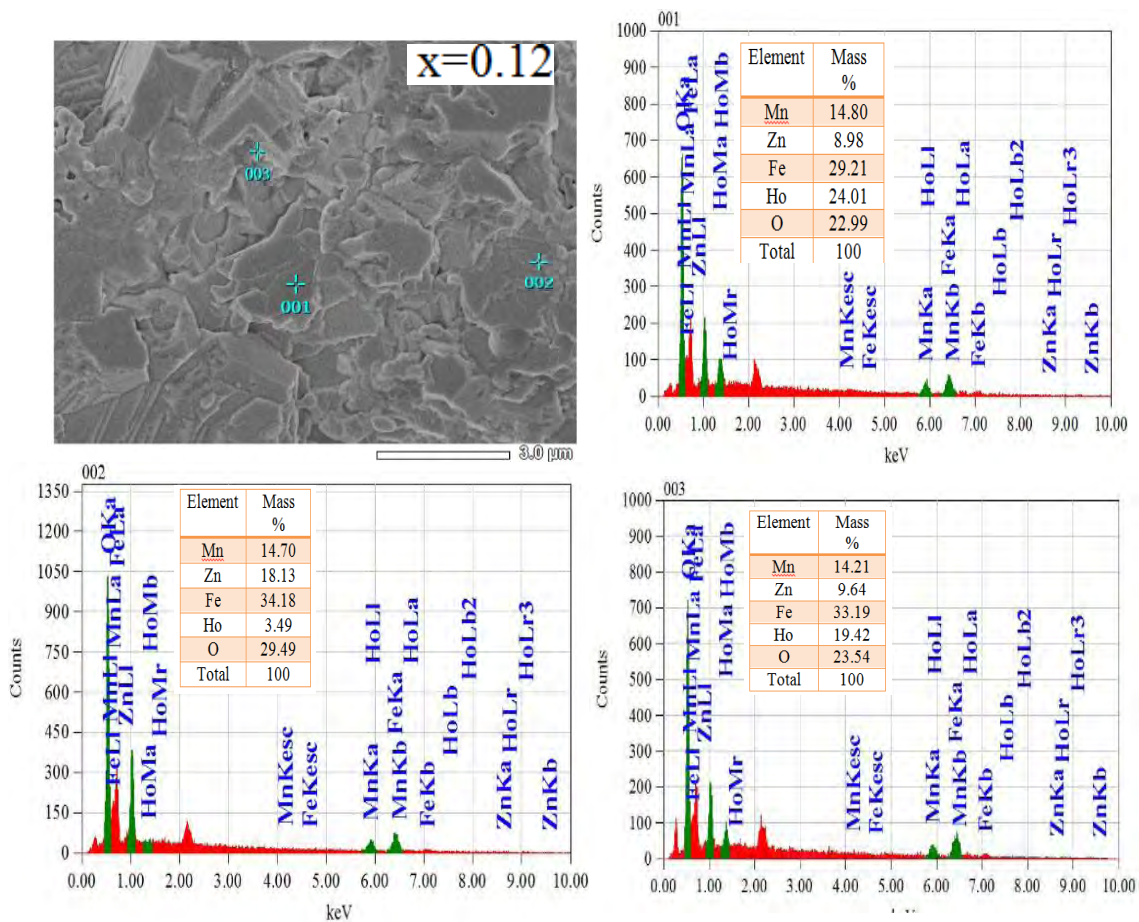 x=0.12
003
002
001
3.0 µm
001
Counts
1000
900
800
700
600
500
400
300
200
100
0
0.00 1.00 2.00 3.00 4.00 5.00 6.00 7.00 8.00 9.00 10.00
keV
FeLl MnLl MnLa FeLa
OKa
ZnLl
HoMa HoMb
HoMr
MnKesc
FeKesc
MnKa
HoLl
MnKb FeKa HoLa
FeKb
HoLb
HoLb2
ZnKa
HoLr
HoLr3
ZnKb
Element Mass
%
Mn 14.80
Zn 8.98
Fe 29.21
Ho 24.01
O 22.99
Total 100
002
Counts
1350
1200
1050
900
750
600
450
300
150
0
0.00 1.00 2.00 3.00 4.00 5.00 6.00 7.00 8.00 9.00 10.00
keV
FeLl MnLl MnLa FeLa
OKa
ZnLl
HoMa HoMb
HoMr
MnKesc
FeKesc
MnKa
HoLl
MnKb FeKa HoLa
FeKb
HoLb
HoLb2
ZnKa
HoLr
HoLr3
ZnKb
Element Mass
%
Mn 14.70
Zn 18.13
Fe 34.18
Ho 3.49
O 29.49
Total 100
003
Counts
1000
900
800
700
600
500
400
300
200
100
0
0.00 1.00 2.00 3.00 4.00 5.00 6.00 7.00 8.00 9.00 10.00
FeLl MnLl MnLa FeLa
OKa
ZnLl
HoMa HoMb
HoMr
MnKesc
FeKesc
MnKa
HoLl
MnKb FeKa HoLa
FeKb
HoLb
HoLb2
ZnKa
HoLr
HoLr3
ZnKb
Element Mass
%
Mn 14.21
Zn 9.64
Fe 33.19
Ho 19.42
O 23.54
Total 100